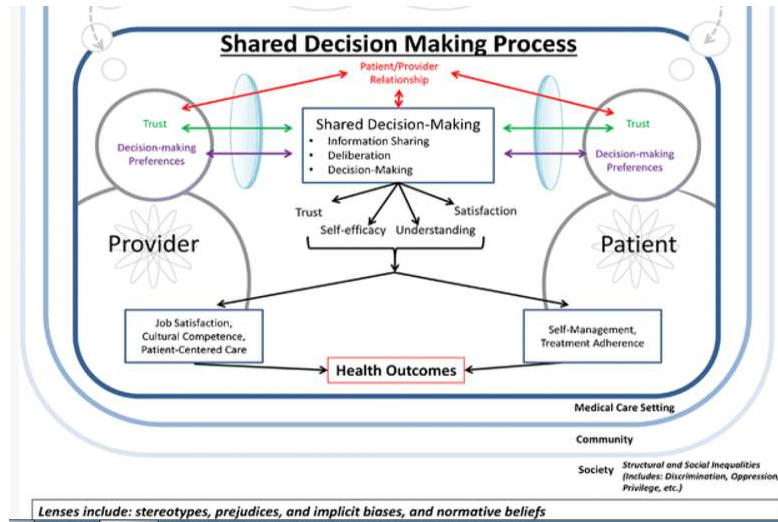 Shared Decision Making Process
Patient/Provider
Relationship
Trust
Decision-making
Preferences
Shared Decision-Making
• Information Sharing
• Deliberation
• Decision-Making
Trust
Decision-making
Preferences
Trust
Satisfaction
Self-efficacy
Understanding
Provider
Patient
Job Satisfaction,
Cultural Competence,
Patient-Centered Care
Self-Management,
Treatment Adherence
Health Outcomes
Medical Care Setting
Community
Society
Structural and Social Inequalities
(Includes: Discrimination, Oppression,
Privilege, etc.)
Lenses include: stereotypes, prejudices, and implicit biases, and normative beliefs